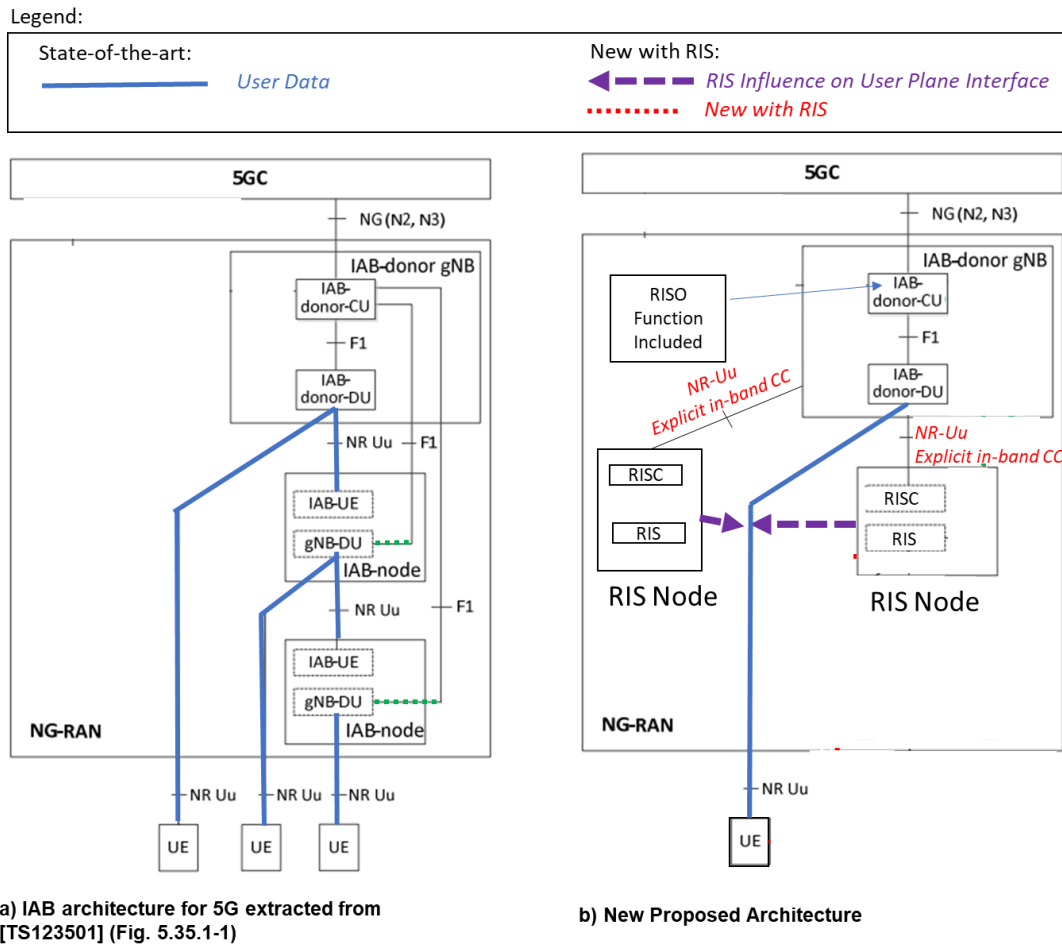 Legend:
State-of-the-art:
User Data
New with RIS:
RIS Influence on User Plane Interface
New with RIS
5GC
NG (N2, N3)
IAB-donor gNB
IAB-
donor-CU
F1
IAB-
donor-DU
NR Uu
F1
IAB-UE
gNB-DU
IAB-node
NR Uu
F1
IAB-UE
gNB-DU
IAB-node
NG-RAN
NR Uu
NR Uu
NR Uu
UE
UE
UE
a) IAB architecture for 5G extracted from
[TS123501] (Fig. 5.35.1-1)
5GC
NG (N2, N3)
IAB-donor gNB
RISO
Function
Included
IAB-
donor-CU
F1
IAB-
donor-DU
NR-Uu
Explicit in-band CC
NR-Uu
Explicit in-band CC
RISC
RIS
RIS Node
RISC
RIS
RIS Node
NG-RAN
NR Uu
UE
b) New Proposed Architecture